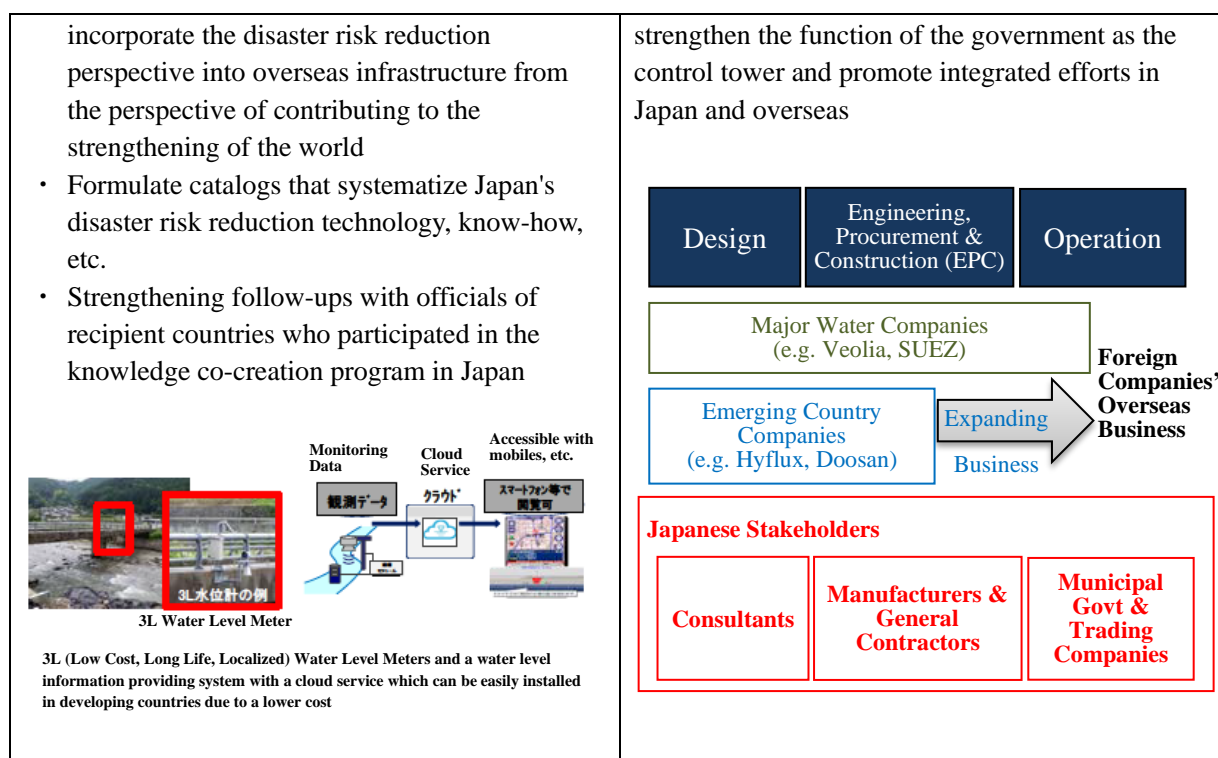 incorporate the disaster risk reduction
perspective into overseas infrastructure from
the perspective of contributing to the
strengthening of the world
・ Formulate catalogs that systematize Japan's
disaster risk reduction technology, know-how,
etc.
・ Strengthening follow-ups with officials of
recipient countries who participated in the
knowledge co-creation program in Japan
Monitoring
Data
Cloud
Service
Accessible with
mobiles, etc.
観測データ
クラウド
スマートフォン等で
閲覧可
3L水位計の例
3L Water Level Meter
3L (Low Cost, Long Life, Localized) Water Level Meters and a water level
information providing system with a cloud service which can be easily installed
in developing countries due to a lower cost
strengthen the function of the government as the
control tower and promote integrated efforts in
Japan and overseas
Design
Engineering,
Procurement &
Construction (EPC)
Operation
Major Water Companies
(e.g. Veolia, SUEZ)
Emerging Country
Companies
(e.g. Hyflux, Doosan)
Expanding
Business
Foreign
Companies’
Overseas
Business
Japanese Stakeholders
Consultants
Manufacturers &
General
Contractors
Municipal
Govt &
Trading
Companies